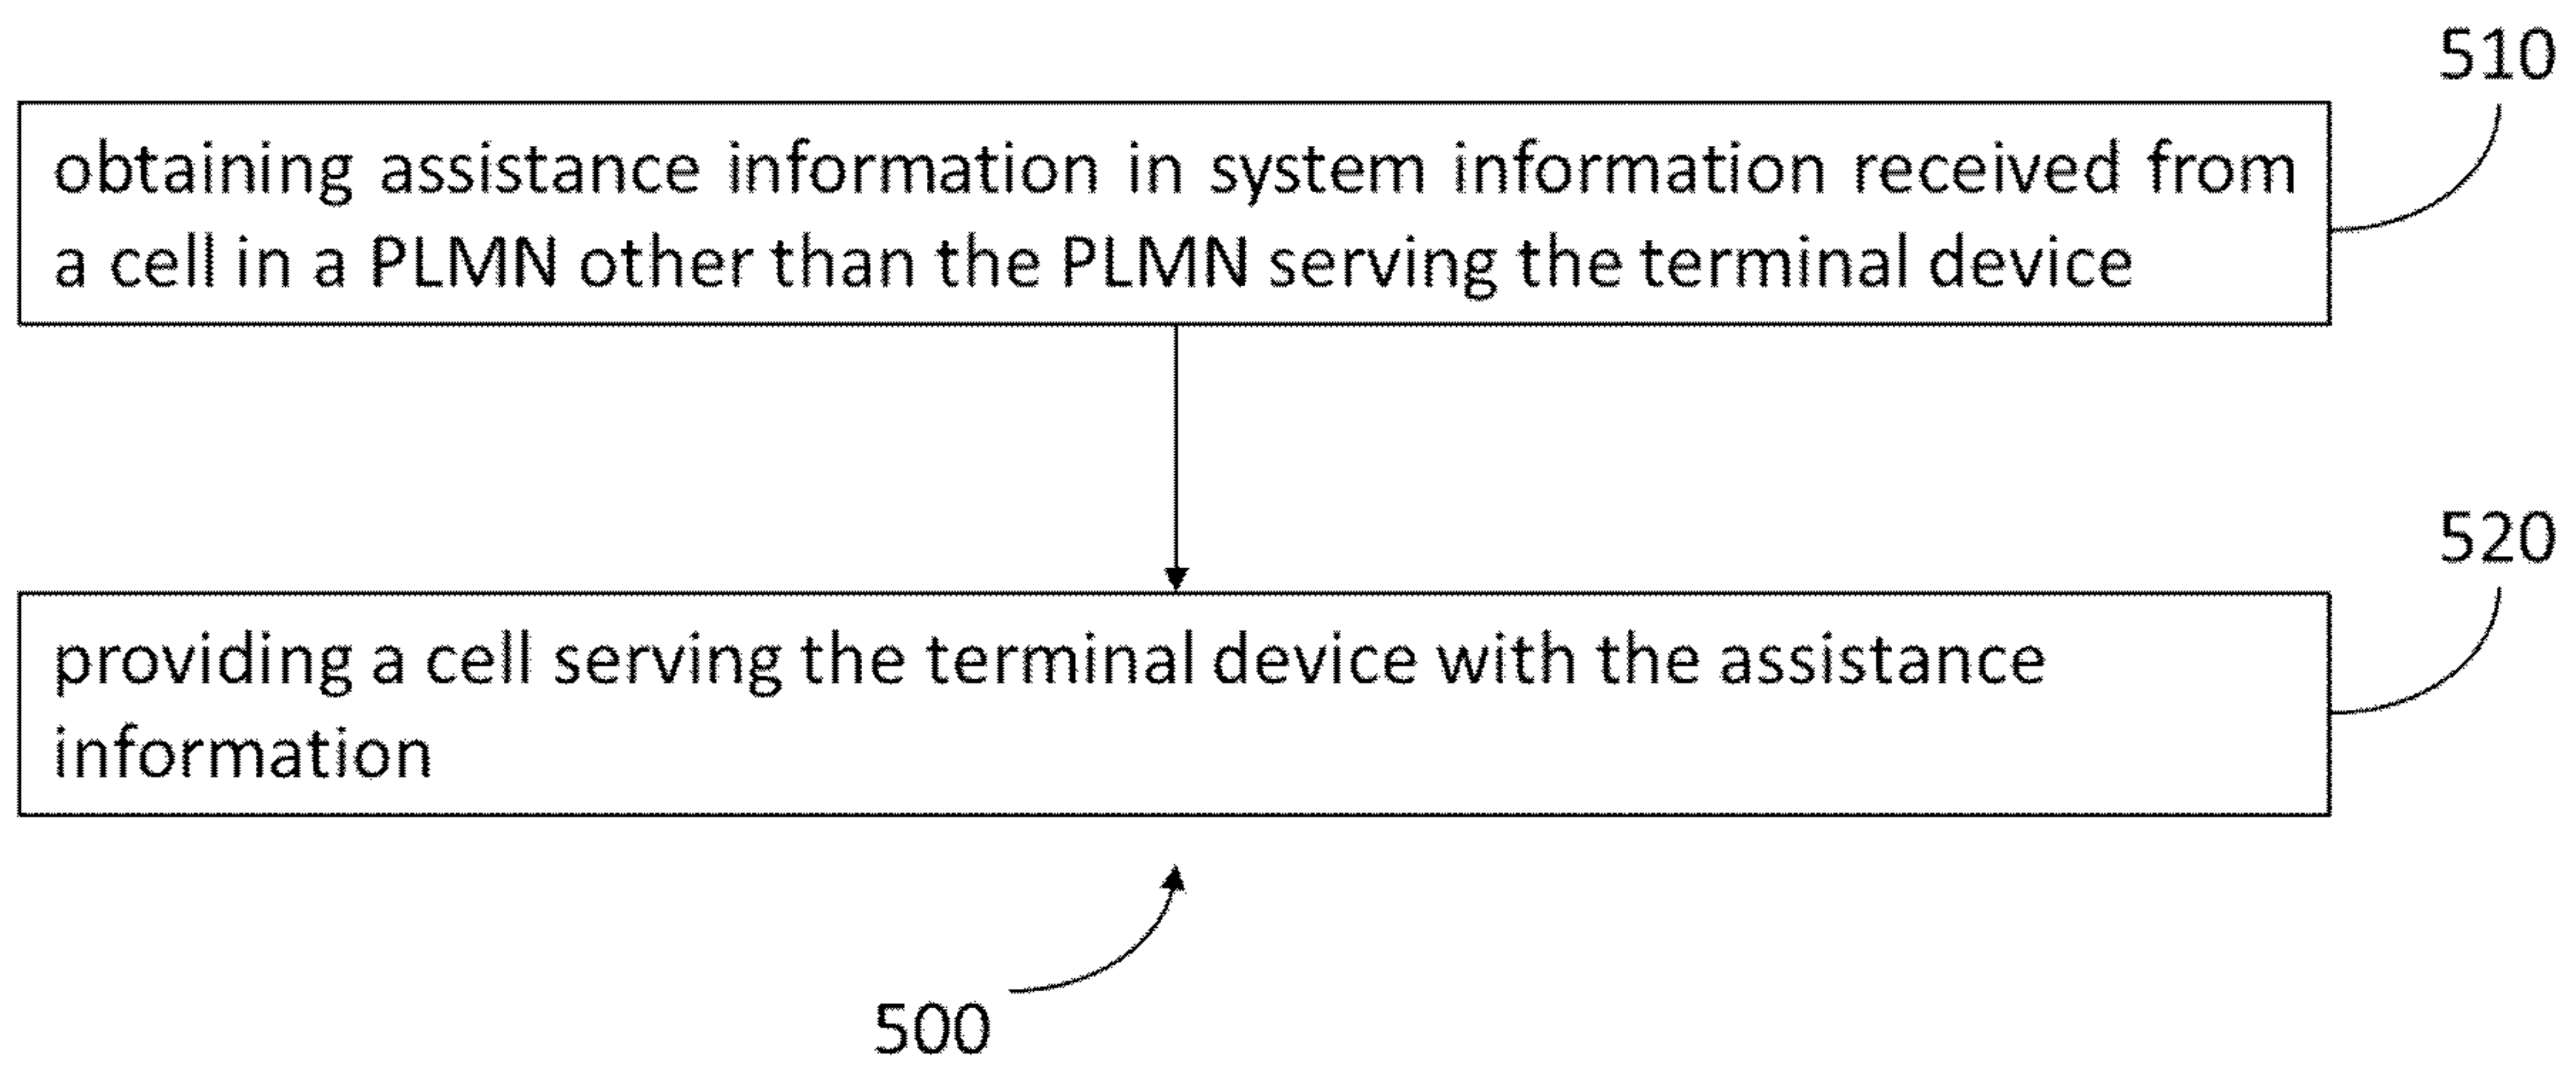 510
obtaining assistance information in system information received from
a cell in a PLMN other than the PLMN serving the terminal device
520
providing a cell serving the terminal device with the assistance
information
500